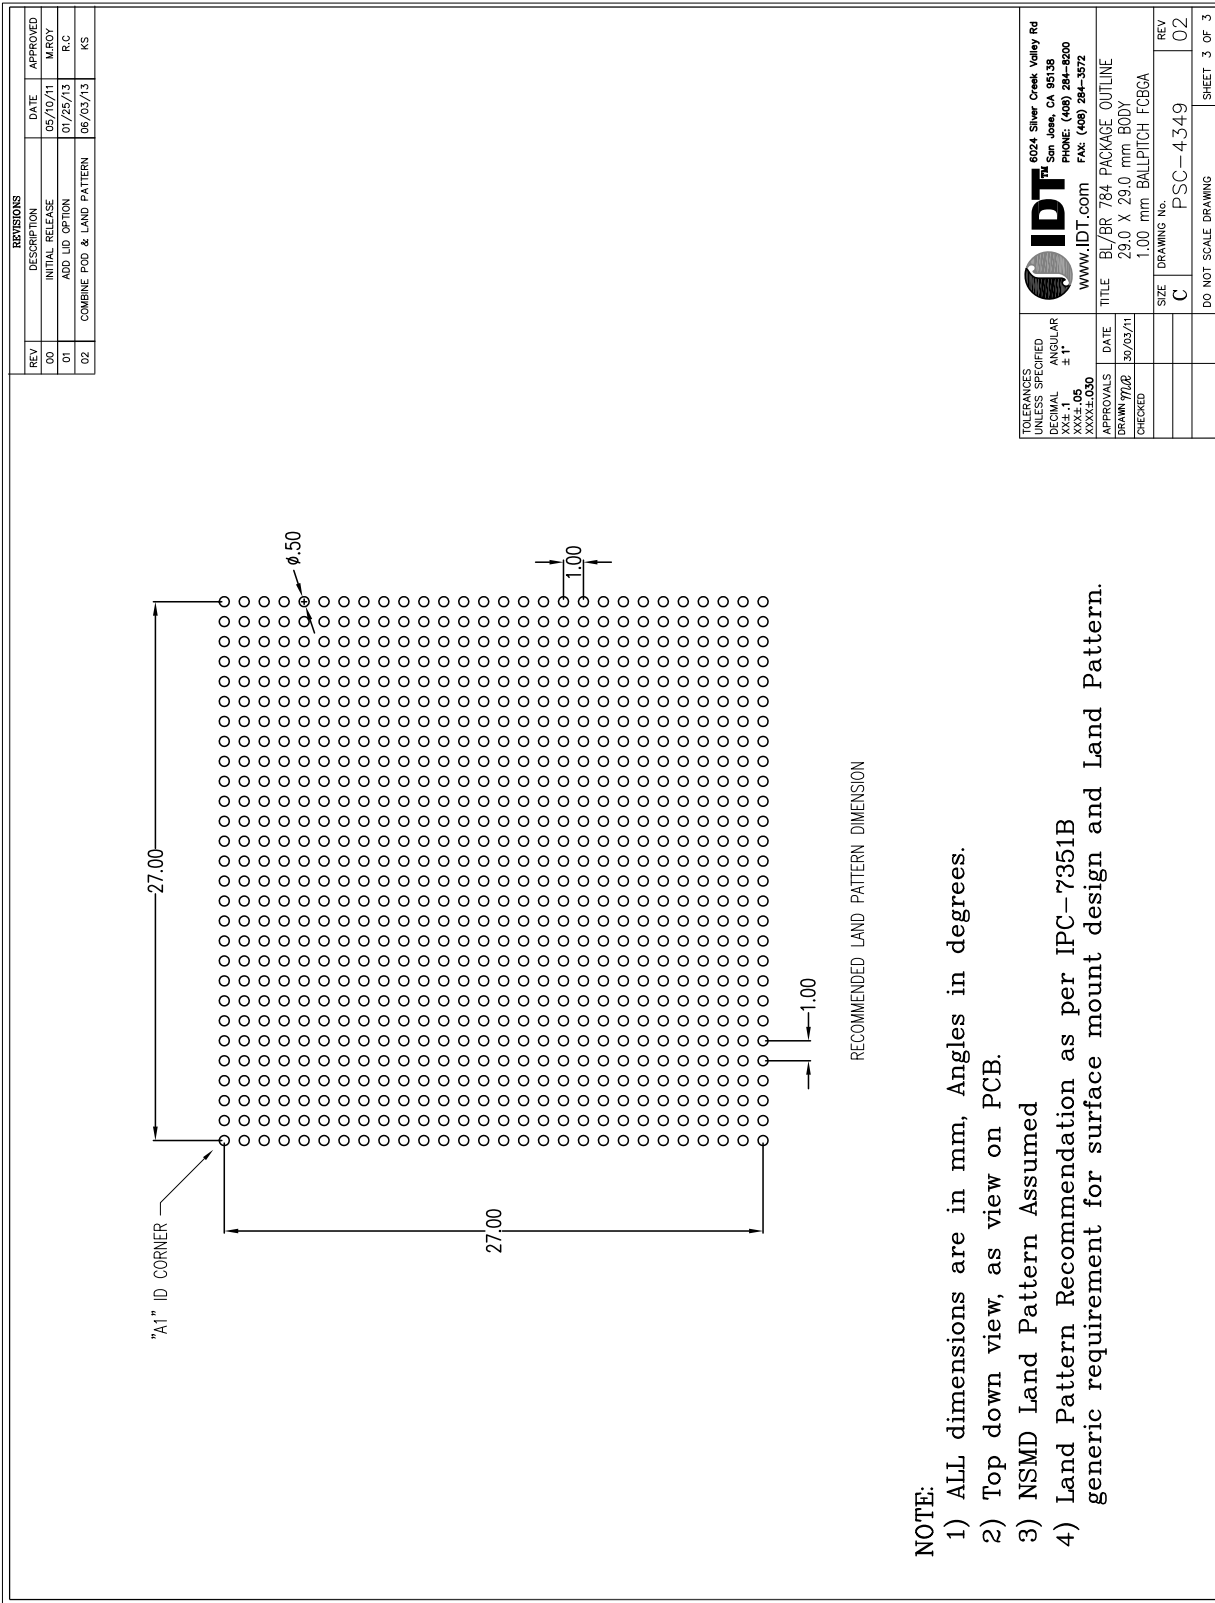 REVISIONS
REV DESCRIPTION DATE APPROVED
00 INITIAL RELEASE 05/10/11 M.ROY
01 ADD LID OPTION 01/25/13 R.C
02 COMBINE POD & LAND PATTERN 06/03/13 KS
"A1" ID CORNER
27.00
ø.50
27.00
1.00
1.00
RECOMMENDED LAND PATTERN DIMENSION
NOTE:
1) ALL dimensions are in mm, Angles in degrees.
2) Top down view, as view on PCB.
3) NSMD Land Pattern Assumed
4) Land Pattern Recommendation as per IPC-7351B
generic requirement for surface mount design and Land Pattern.
TOLERANCES
UNLESS SPECIFIED
DECIMAL ANGULAR
XX±.1 ±1°
XXX±.05
XXXX±.030
APPROVALS DATE
DRAWN 30/03/11
CHECKED
IDT™
www.IDT.com
6024 Silver Creek Valley Rd
San Jose, CA 95138
PHONE: (408) 284-8200
FAX: (408) 284-3572
TITLE BL/BR 784 PACKAGE OUTLINE
29.0 X 29.0 mm BODY
1.00 mm BALLPITCH FCBGA
SIZE DRAWING No. REV
C PSC-4349 02
DO NOT SCALE DRAWING SHEET 3 OF 3